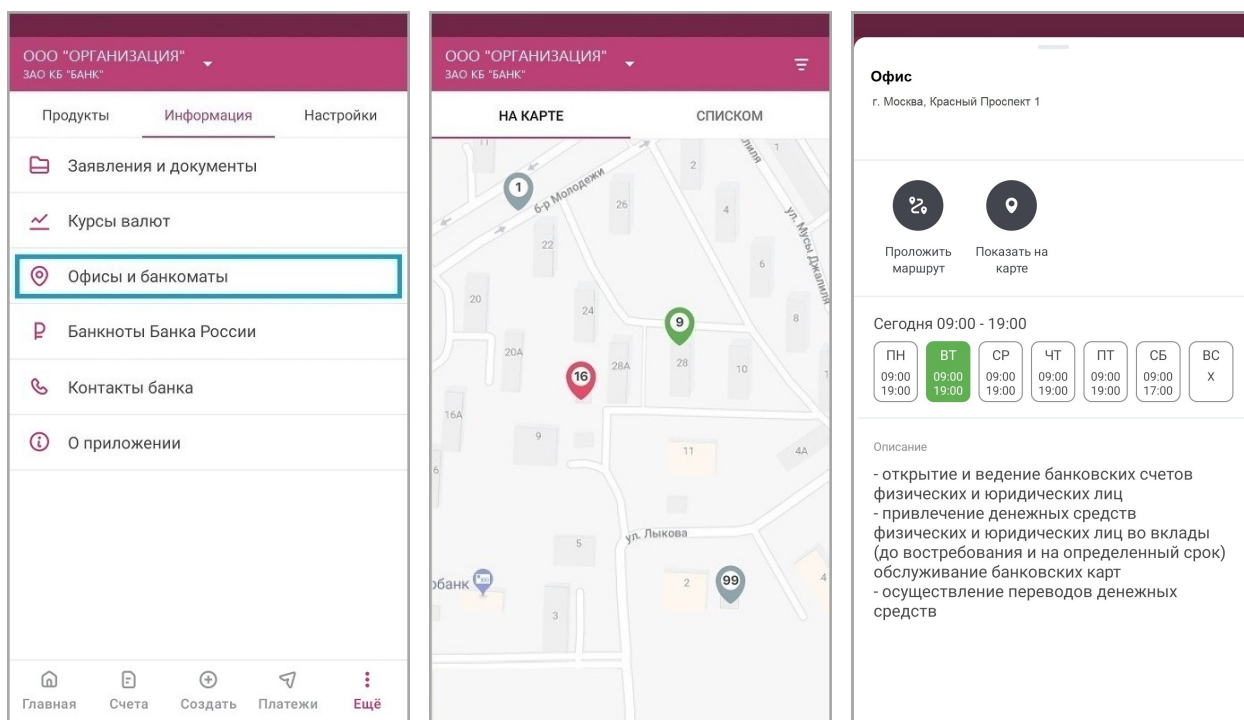 ООО "ОРГАНИЗАЦИЯ"
ЗАО КБ "БАНК"
Продукты Информация Настройки
Заявления и документы
Курсы валют
Офисы и банкоматы
Банкноты Банка России
Контакты банка
О приложении
Главная Счета Создать Платежи Ещё
ООО "ОРГАНИЗАЦИЯ"
ЗАО КБ "БАНК"
НА КАРТЕ СПИСКОМ
11
1
2
1
б-р Молодежи
26
4
ул. Мусы Джалиля
22
6
20
24
9
8
20А
28А
28
10
16
16А
9
11
4А
6
ул. Лыкова
5
обанк
2
99
4
3
Офис
г. Москва, Красный Проспект 1
Проложить маршрут
Показать на карте
Сегодня 09:00 - 19:00
ПН ВТ СР ЧТ ПТ СБ ВС
09:00 09:00 09:00 09:00 09:00 09:00 X
19:00 19:00 19:00 19:00 19:00 17:00
Описание
- открытие и ведение банковских счетов
физических и юридических лиц
- привлечение денежных средств
физических и юридических лиц во вклады
(до востребования и на определенный срок)
обслуживание банковских карт
- осуществление переводов денежных
средств